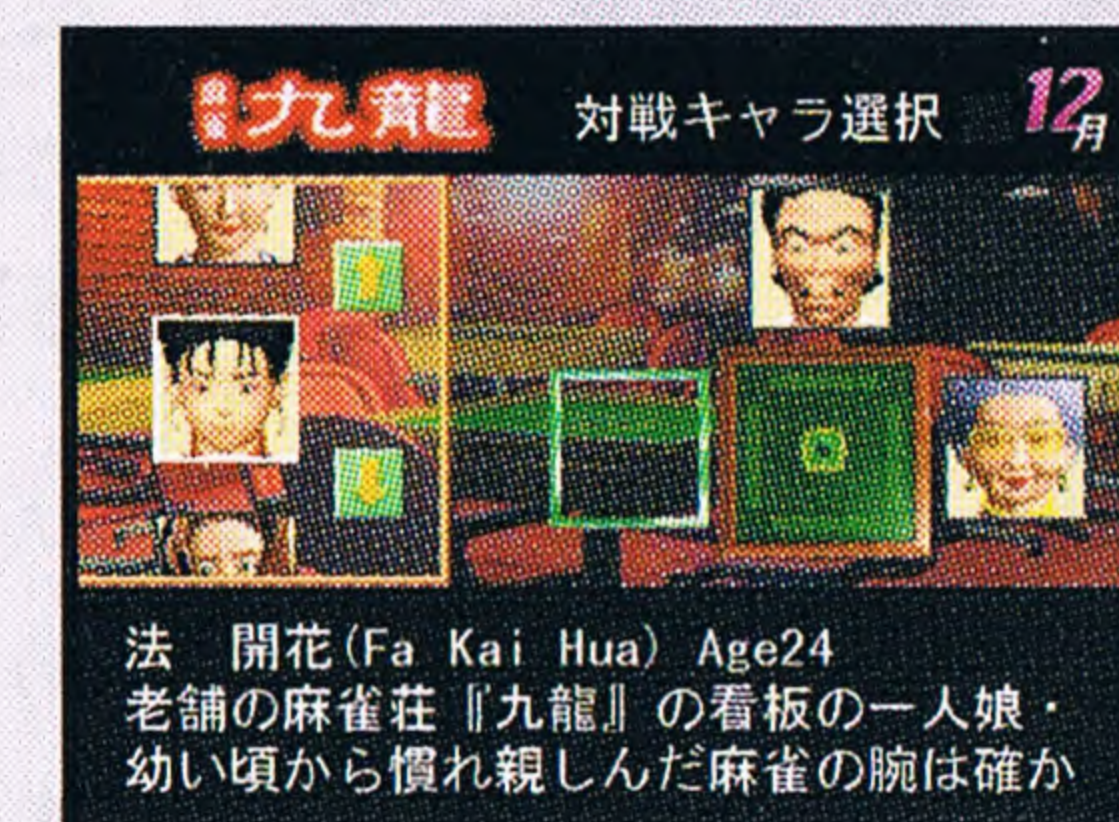 九龍
対戦キャラ選択
12月
法　開花(Fa Kai Hua) Age24
老舗の麻雀荘『九龍』の看板の一人娘・
幼い頃から慣れ親しんだ麻雀の腕は確か